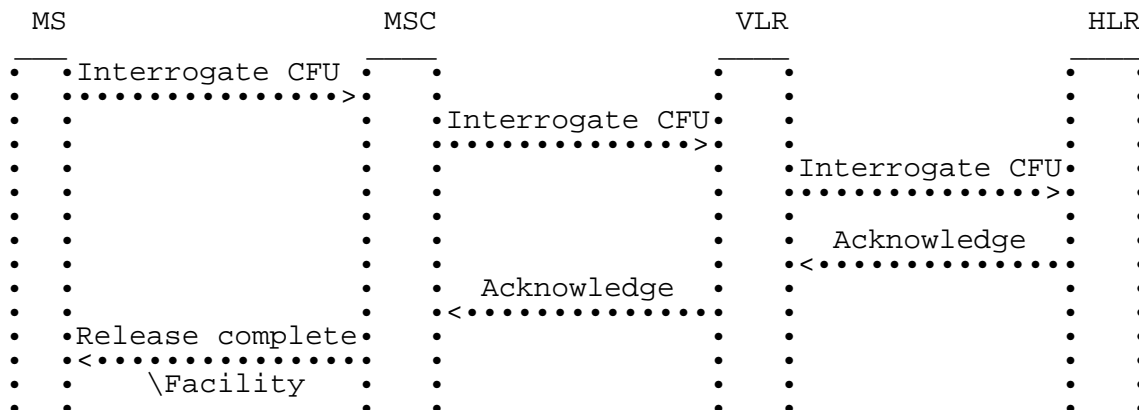 MS MSC VLR HLR
Interrogate CFU
Interrogate CFU
Interrogate CFU
Acknowledge
Acknowledge
Release complete
\Facility